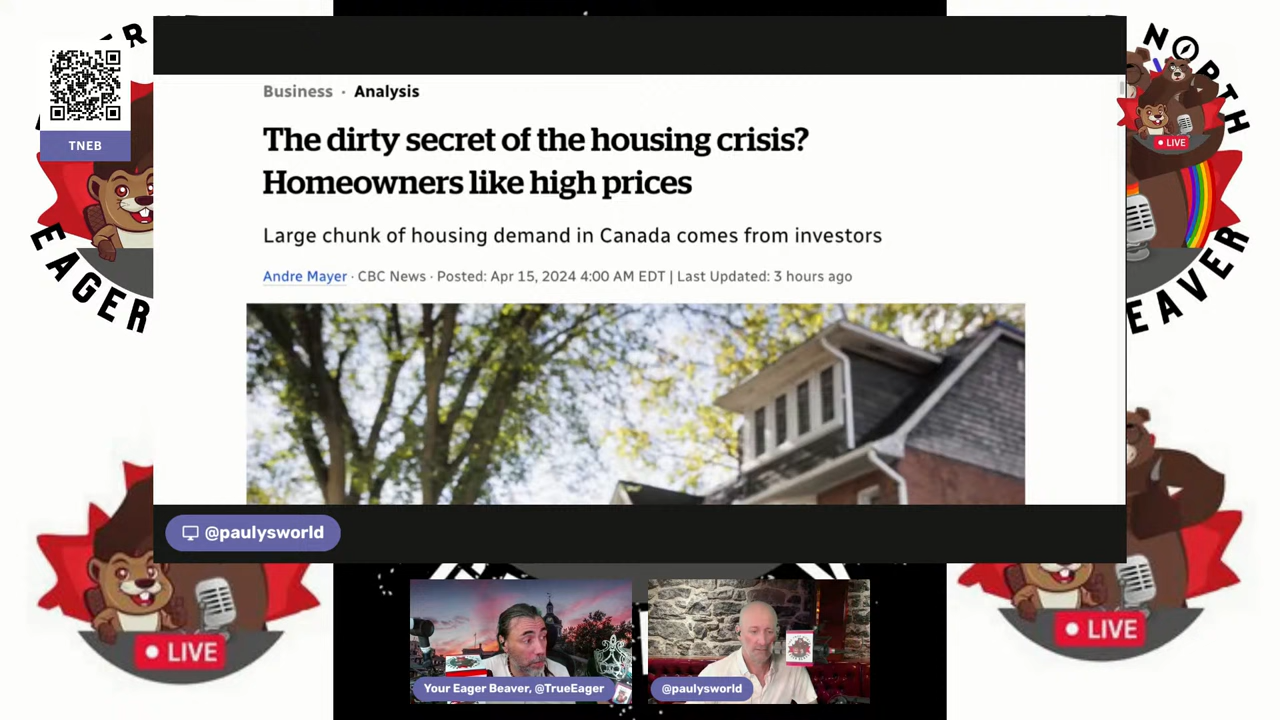 TNEB
EAGER
Business · Analysis
The dirty secret of the housing crisis?
Homeowners like high prices
Large chunk of housing demand in Canada comes from investors
Andre Mayer · CBC News · Posted: Apr 15, 2024 4:00 AM EDT | Last Updated: 3 hours ago
NORTH
LIVE
EAVER
@paulysworld
LIVE
LIVE
Your Eager Beaver, @TrueEager
@paulysworld